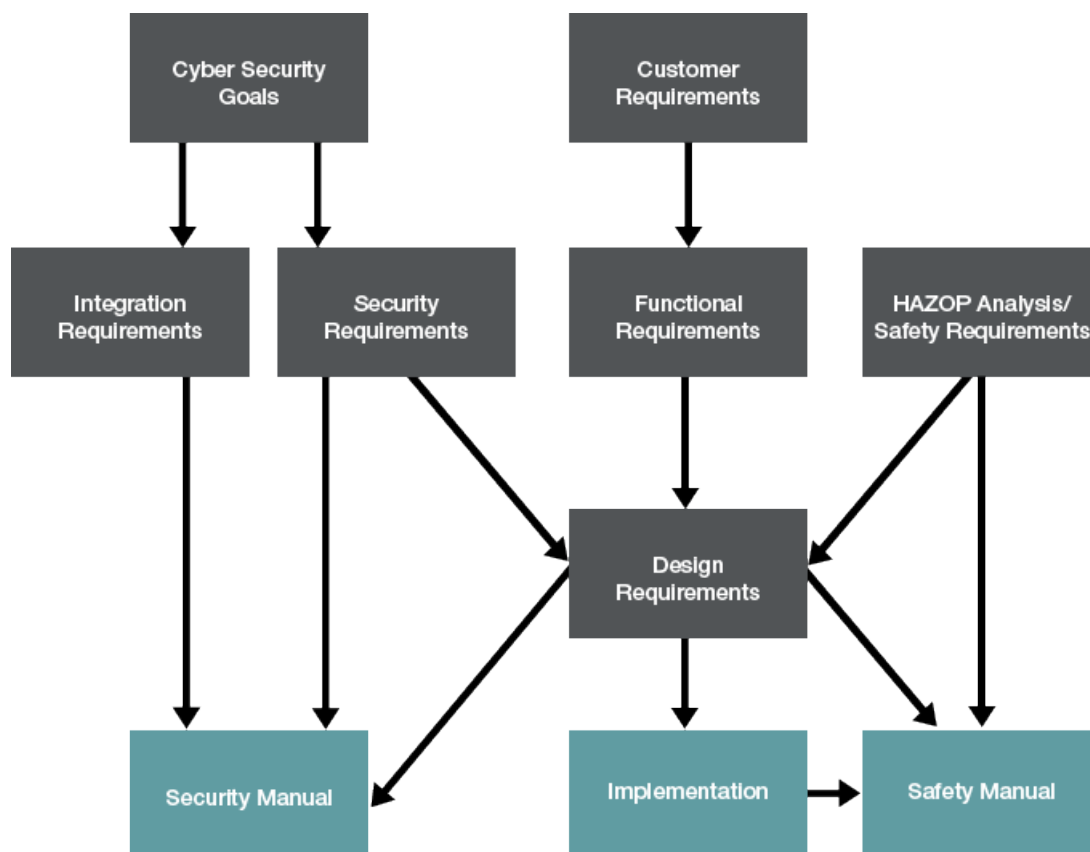 Cyber Security
Goals
Customer
Requirements
Integration
Requirements
Security
Requirements
Functional
Requirements
HAZOP Analysis/
Safety Requirements
Design
Requirements
Security Manual
Implementation
Safety Manual